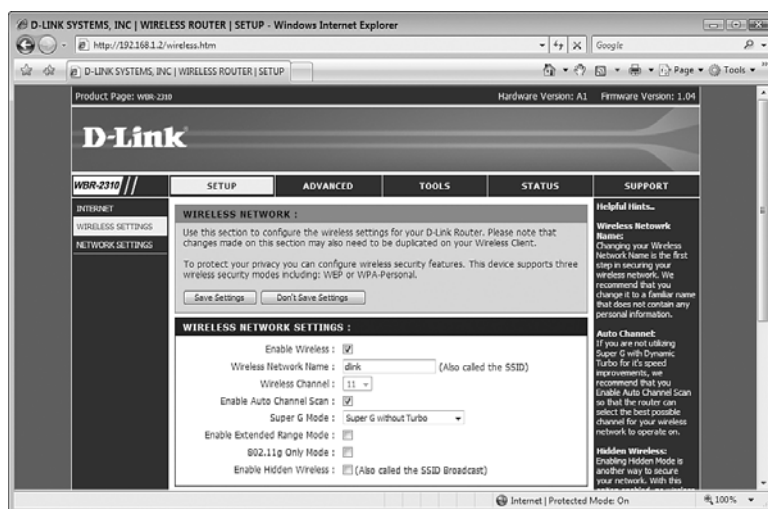 D-LINK SYSTEMS, INC | WIRELESS ROUTER | SETUP - Windows Internet Explorer
http://192.168.1.2/wireless.htm
Google
D-LINK SYSTEMS, INC | WIRELESS ROUTER | SETUP
Page
Tools
Product Page: WBR-2310
Hardware Version: A1
Firmware Version: 1.04
D-Link
WBR-2310
SETUP
ADVANCED
TOOLS
STATUS
SUPPORT
INTERNET
WIRELESS SETTINGS
NETWORK SETTINGS
WIRELESS NETWORK :
Use this section to configure the wireless settings for your D-Link Router. Please note that
changes made on this section may also need to be duplicated on your Wireless Client.
To protect your privacy you can configure wireless security features. This device supports three
wireless security modes including: WEP or WPA-Personal.
Save Settings
Don't Save Settings
WIRELESS NETWORK SETTINGS :
Enable Wireless :
Wireless Network Name : dlink (Also called the SSID)
Wireless Channel : 11
Enable Auto Channel Scan :
Super G Mode : Super G without Turbo
Enable Extended Range Mode :
802.11g Only Mode :
Enable Hidden Wireless : (Also called the SSID Broadcast)
Helpful Hints..
Wireless Netowrk
Name:
Changing your Wireless
Network Name is the first
step in securing your
wireless network. We
recommend that you
change it to a familiar name
that does not contain any
personal information.
Auto Channel:
If you are not utilizing
Super G with Dynamic
Turbo for it's speed
improvements, we
recommend that you
Enable Auto Channel Scan
so that the router can
select the best possible
channel for your wireless
network to operate on.
Hidden Wireless:
Enabling Hidden Mode is
another way to secure
your network. With this
Internet | Protected Mode: On
100%